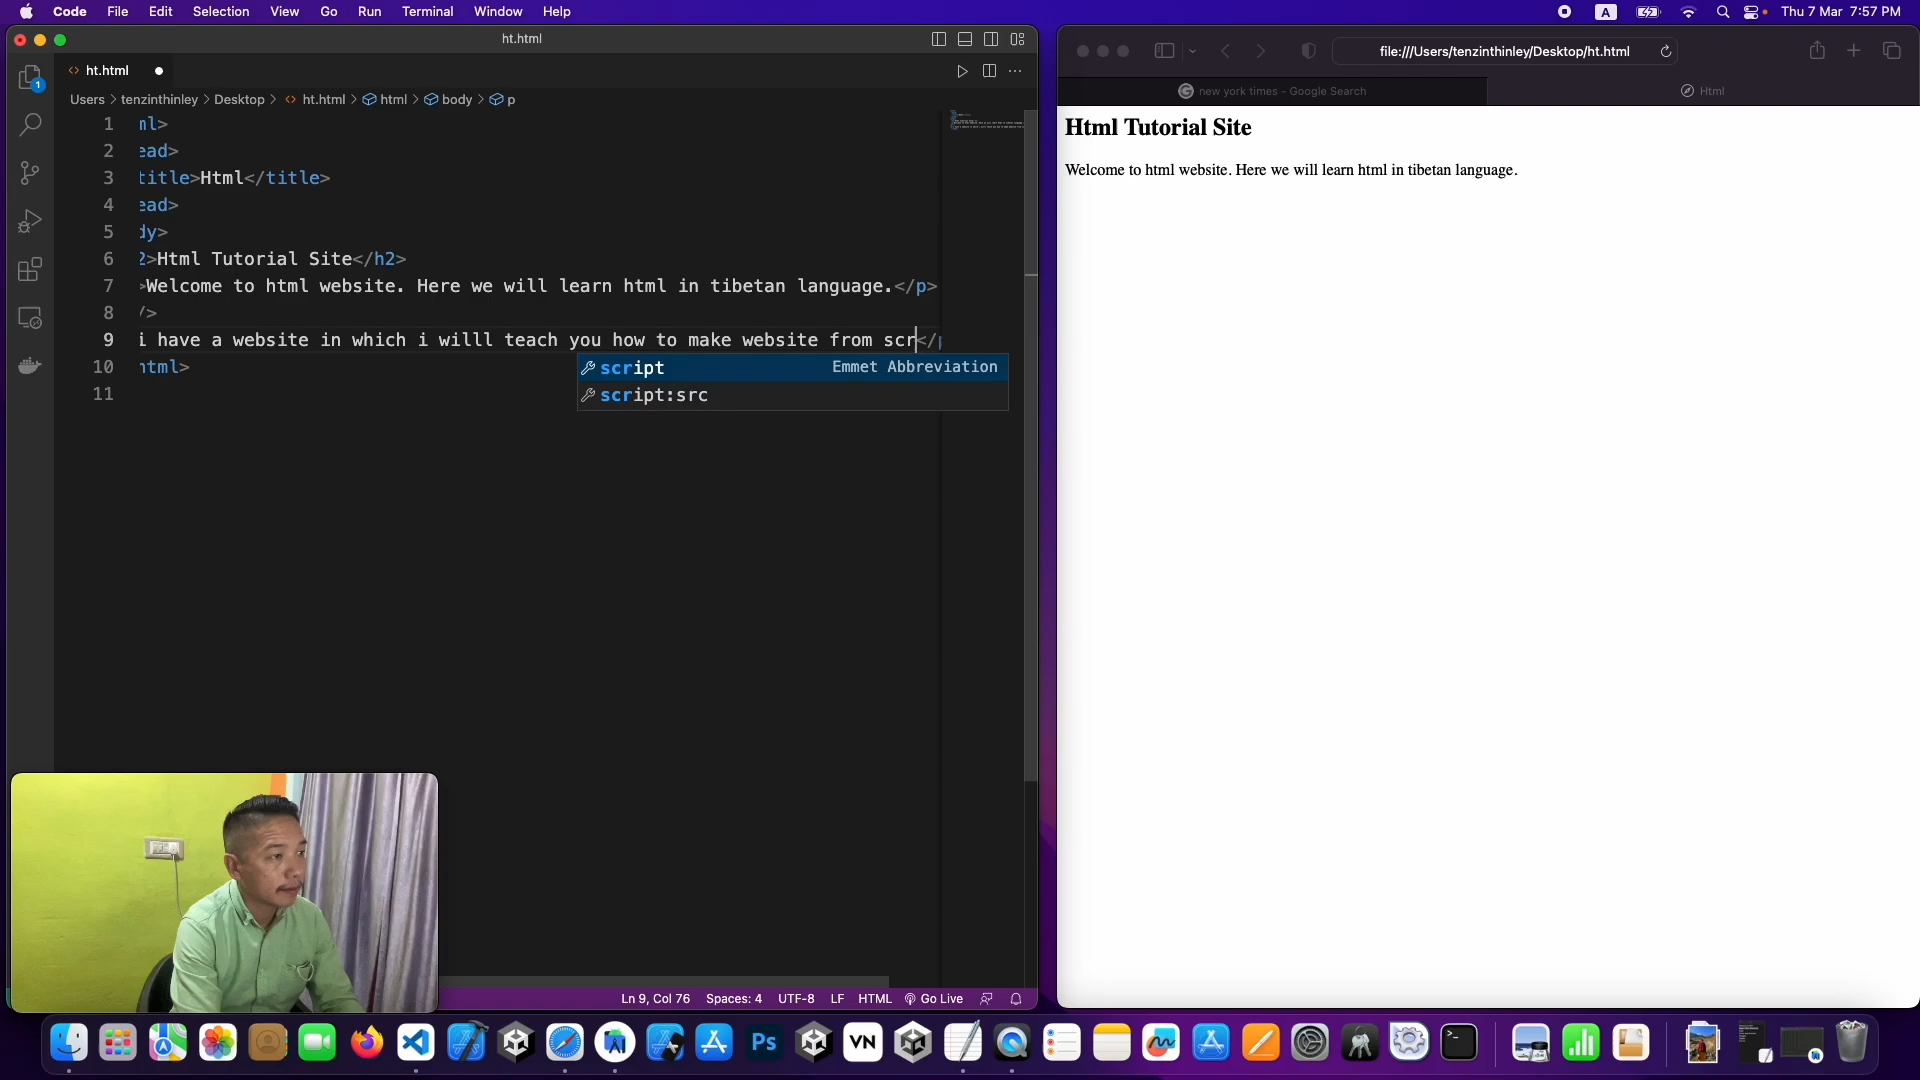 Code File Edit Selection View Go Run Terminal Window Help
A
Thu 7 Mar 7:57 PM
ht.html
ht.html
1
Users > tenzinthinley > Desktop > ht.html > html > body > p
1 ml>
2 ead>
3 title>Html</title>
4 ead>
5 dy>
6 2>Html Tutorial Site</h2>
7 >Welcome to html website. Here we will learn html in tibetan language.</p>
8 />
9 i have a website in which i willl teach you how to make website from scr</p
10 html>
11
script Emmet Abbreviation
script:src
Ln 9, Col 76 Spaces: 4 UTF-8 LF HTML Go Live
file:///Users/tenzinthinley/Desktop/ht.html
new york times - Google Search
Html
Html Tutorial Site
Welcome to html website. Here we will learn html in tibetan language.
Ps
VN